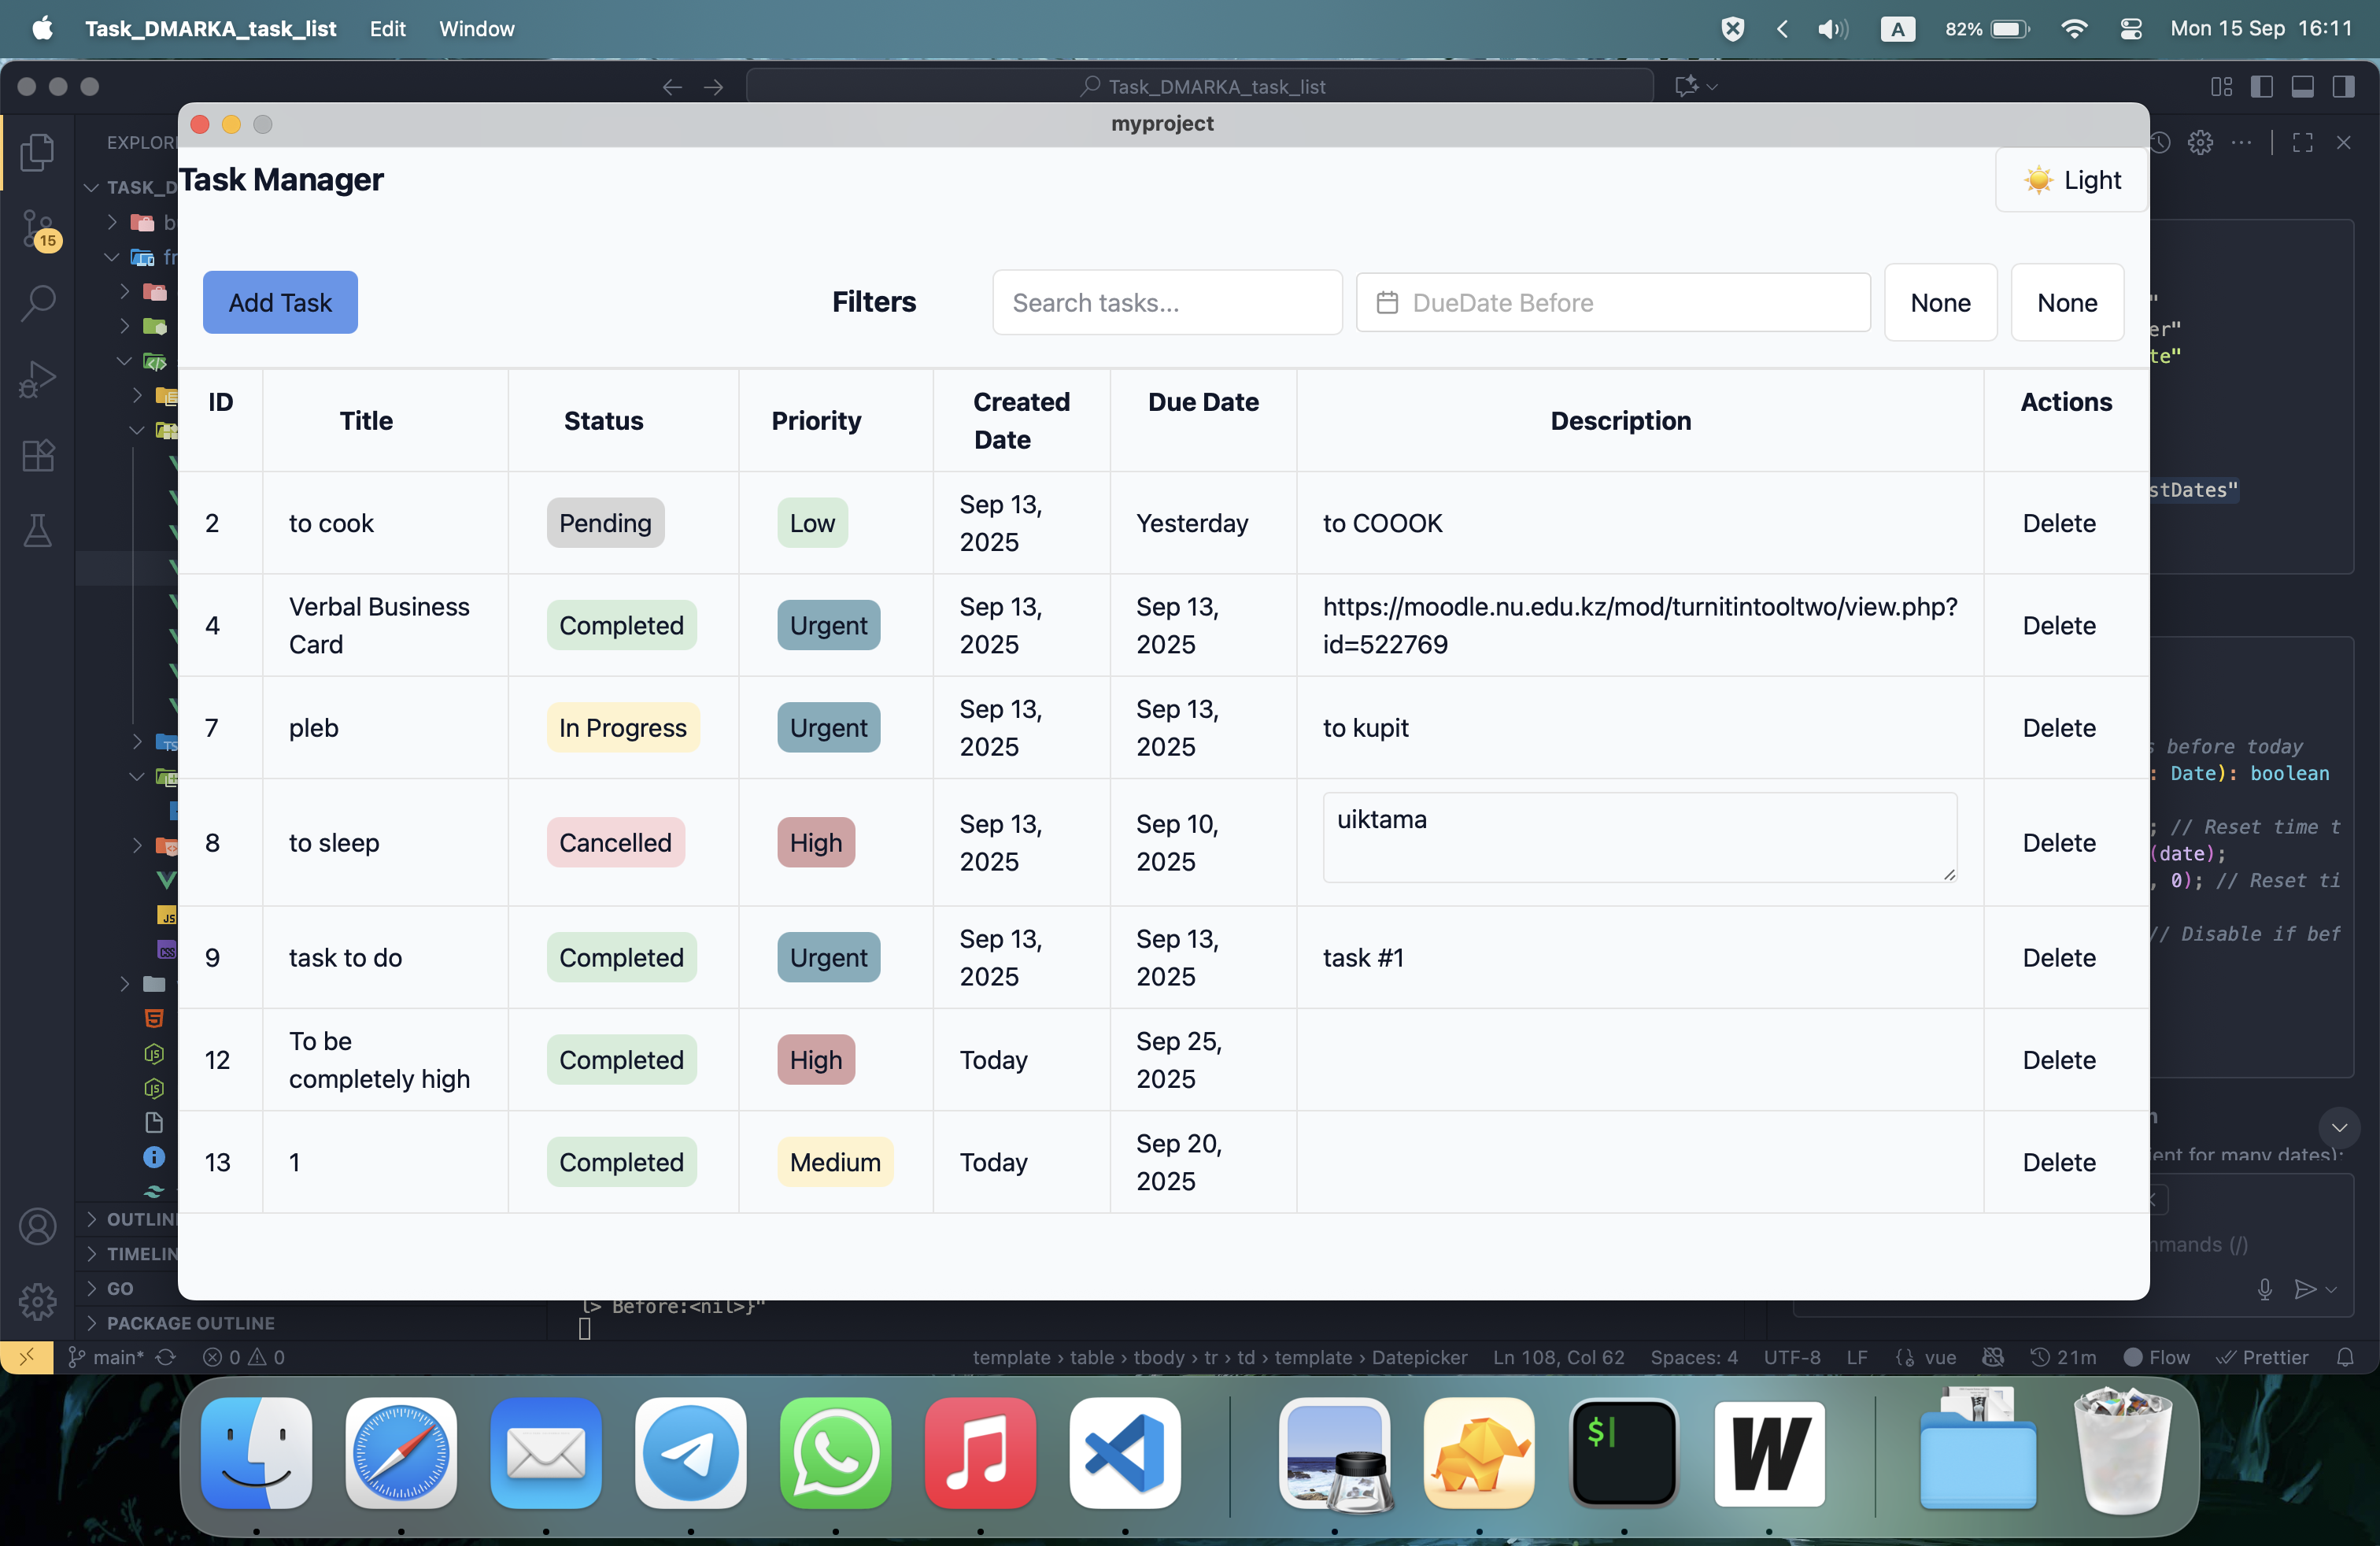 Task_DMARKA_task_list Edit Window A 82% Mon 15 Sep 16:11
Task_DMARKA_task_list
myproject
EXPLOR
TASK_D
15
Task Manager
Light
Add Task
Filters
Search tasks...
DueDate Before
None
None
er"
te"
stDates"
ID Title Status Priority Created Date Due Date Description Actions
2 to cook Pending Low Sep 13, 2025 Yesterday to COOOK Delete
4 Verbal Business Card Completed Urgent Sep 13, 2025 Sep 13, 2025 https://moodle.nu.edu.kz/mod/turnitintooltwo/view.php?id=522769 Delete
7 pleb In Progress Urgent Sep 13, 2025 Sep 13, 2025 to kupit Delete
8 to sleep Cancelled High Sep 13, 2025 Sep 10, 2025 uiktama Delete
9 task to do Completed Urgent Sep 13, 2025 Sep 13, 2025 task #1 Delete
12 To be completely high Completed High Today Sep 25, 2025 Delete
13 1 Completed Medium Today Sep 20, 2025 Delete
before today
: Date): boolean
; // Reset time t
(date);
, 0); // Reset ti
// Disable if bef
ient for many dates):
mmands (/)
OUTLIN
TIMELIN
GO
PACKAGE OUTLINE
l> Before:<nil>}"
main* 0 0 template › table › tbody › tr › td › template › Datepicker Ln 108, Col 62 Spaces: 4 UTF-8 LF vue 21m Flow Prettier
$
W